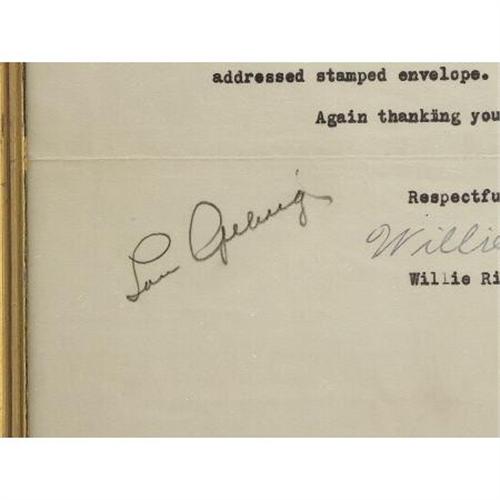 addressed stamped envelope.
Again thanking you
Respectfu
Lou Gehrig
Willie
Willie Ri